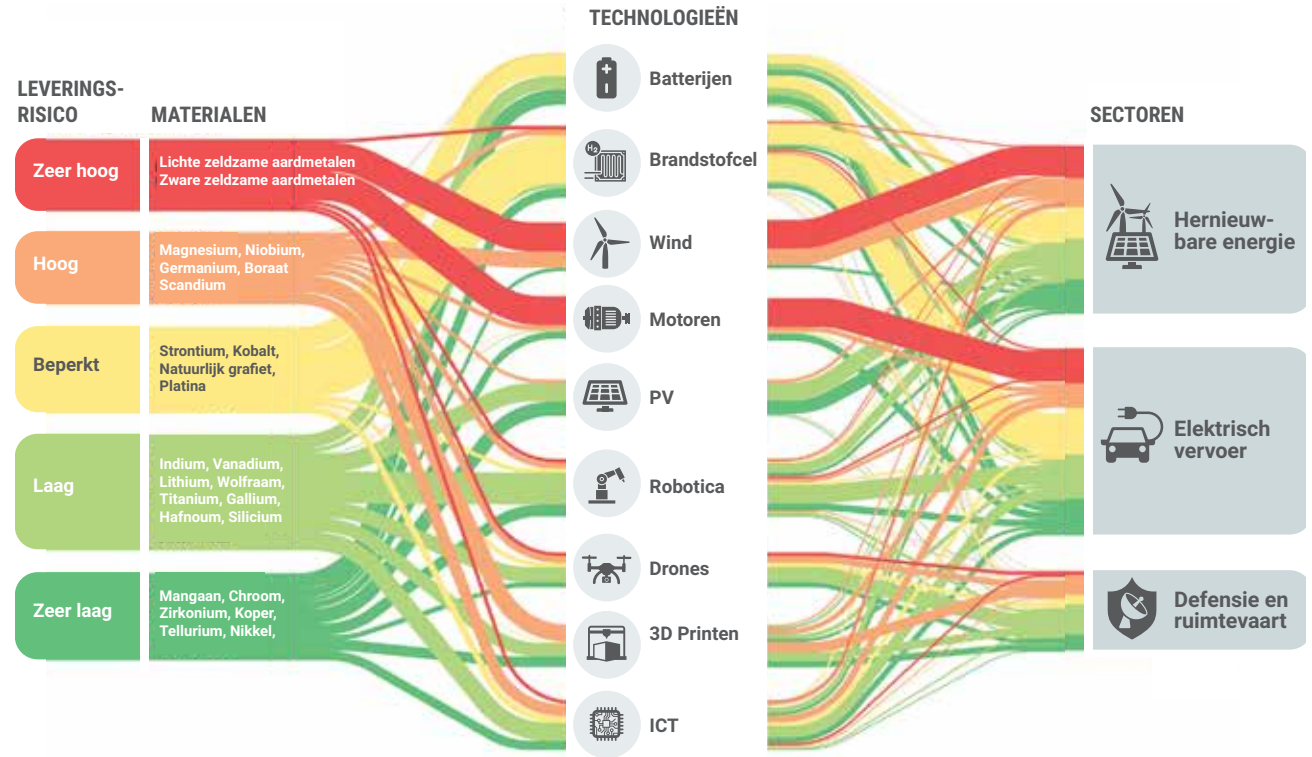 TECHNOLOGIEËN
LEVERINGS-
RISICO
MATERIALEN
SECTOREN
Zeer hoog
Lichte zeldzame aardmetalen
Zware zeldzame aardmetalen
Hoog
Magnesium, Niobium,
Germanium, Boraat
Scandium
Beperkt
Strontium, Kobalt,
Natuurlijk grafiet,
Platina
Laag
Indium, Vanadium,
Lithium, Wolfraam,
Titanium, Gallium,
Hafnoum, Silicium
Zeer laag
Mangaan, Chroom,
Zirkonium, Koper,
Tellurium, Nikkel,
Batterijen
H2
Brandstofcel
Wind
Motoren
PV
Robotica
Drones
3D Printen
ICT
Hernieuw-
bare energie
Elektrisch
vervoer
Defensie en
ruimtevaart